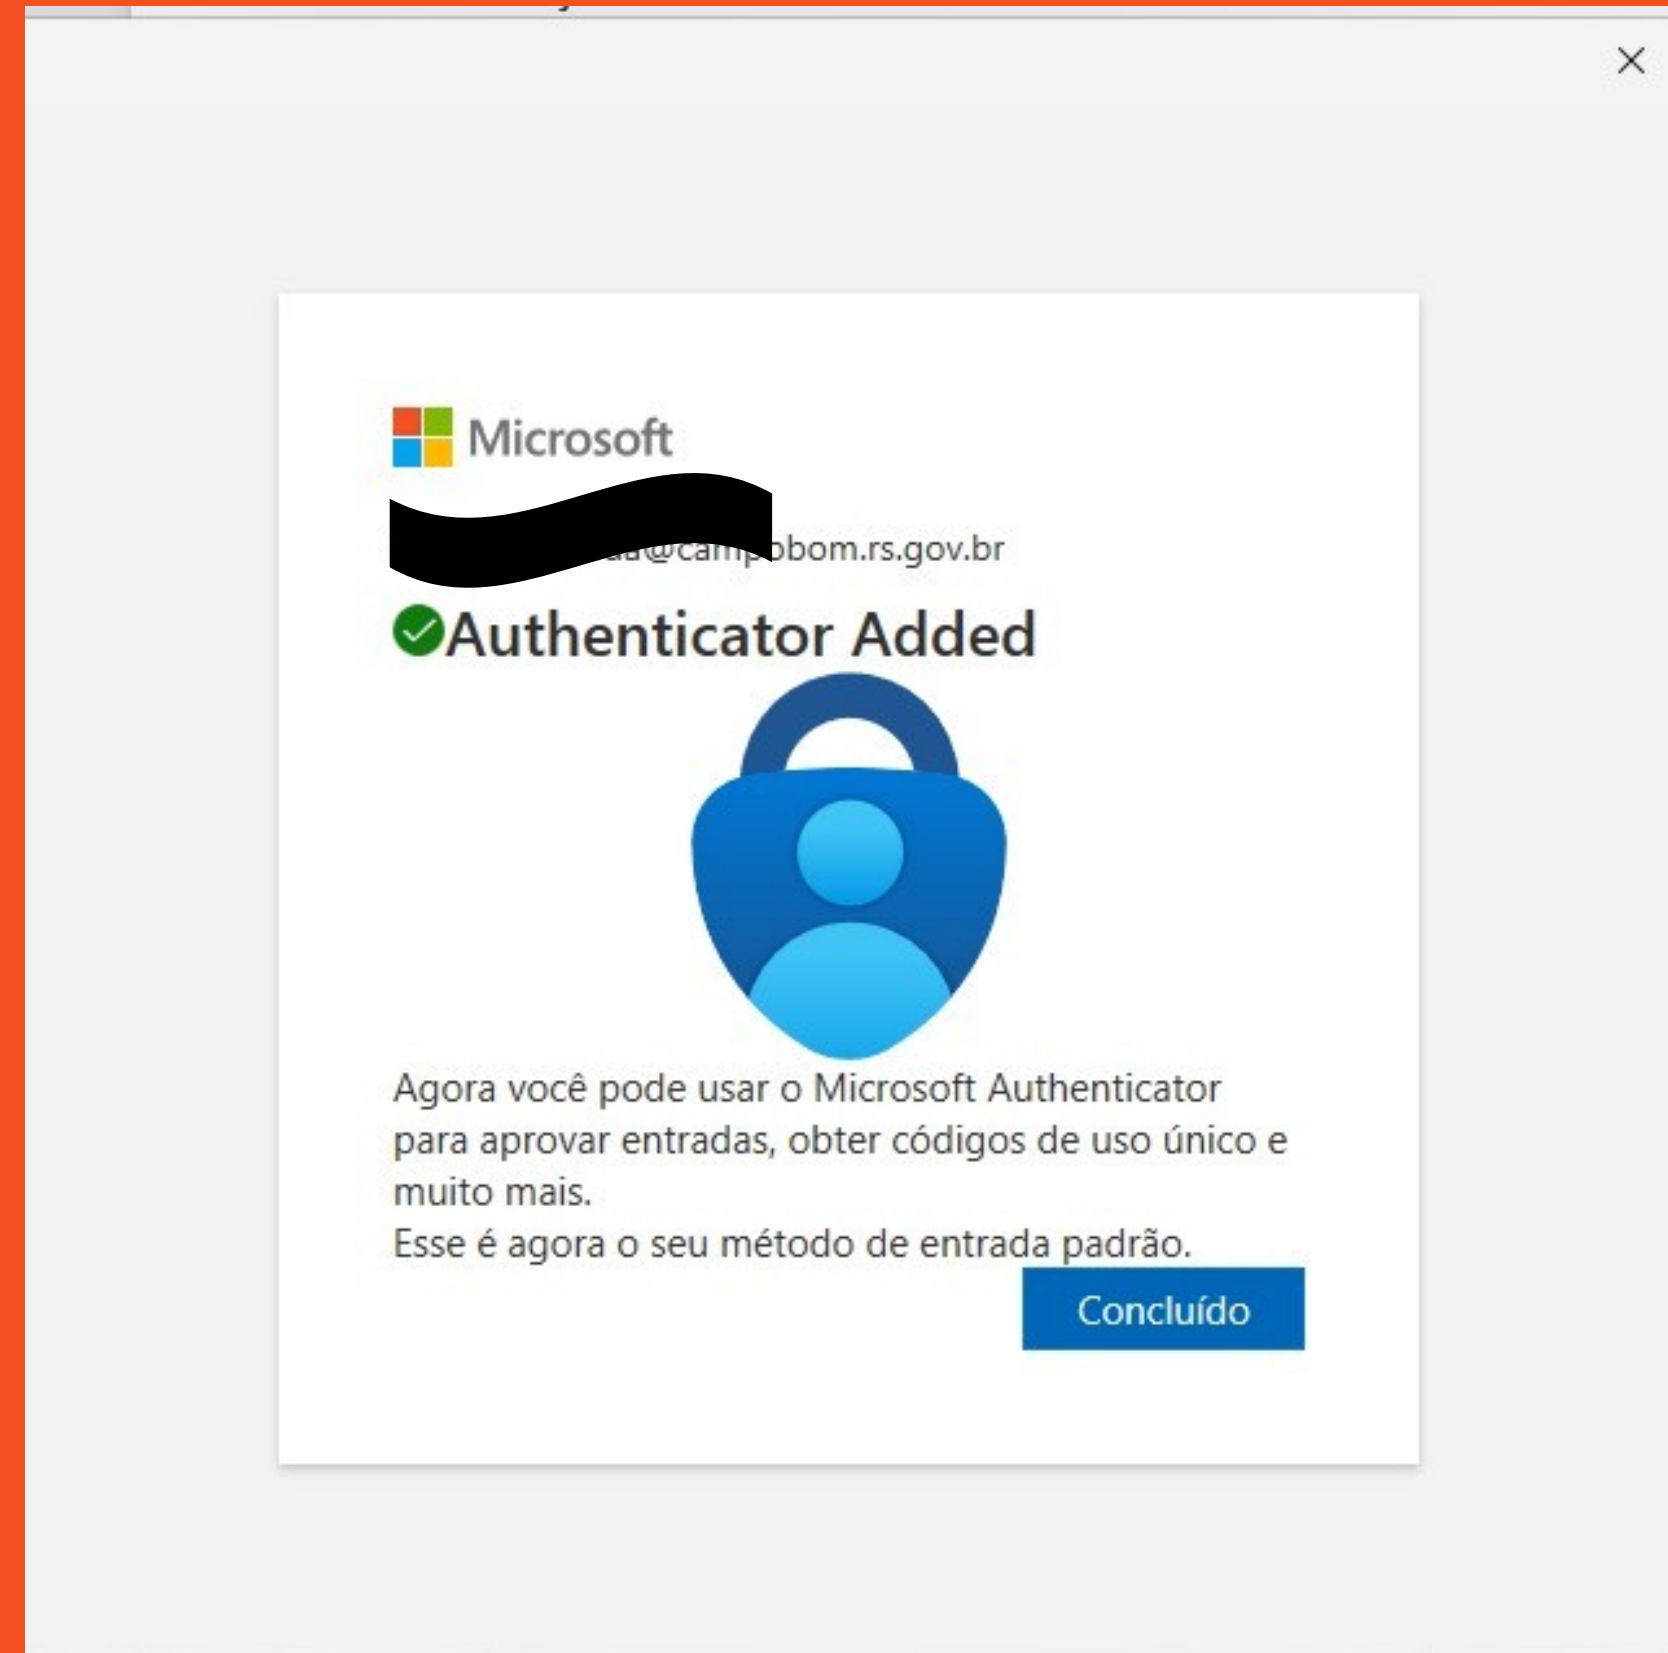 Microsoft
@campobom.rs.gov.br
Authenticator Added
Agora você pode usar o Microsoft Authenticator
para aprovar entradas, obter códigos de uso único e
muito mais.
Esse é agora o seu método de entrada padrão.
Concluído